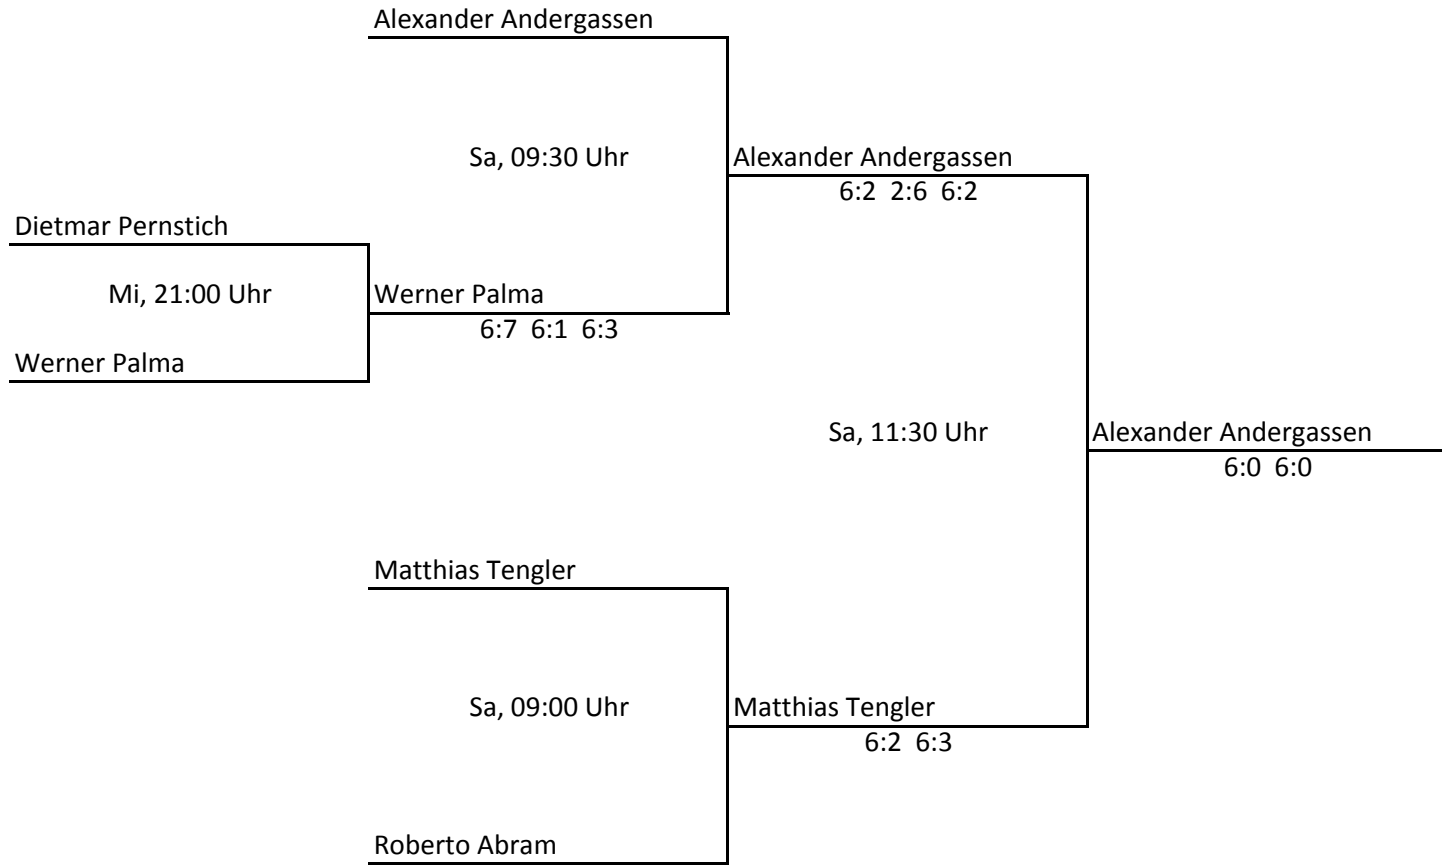 Alexander Andergassen
Sa, 09:30 Uhr
Alexander Andergassen
6:2  2:6  6:2
Dietmar Pernstich
Mi, 21:00 Uhr
Werner Palma
6:7  6:1  6:3
Werner Palma
Sa, 11:30 Uhr
Alexander Andergassen
6:0  6:0
Matthias Tengler
Sa, 09:00 Uhr
Matthias Tengler
6:2  6:3
Roberto Abram